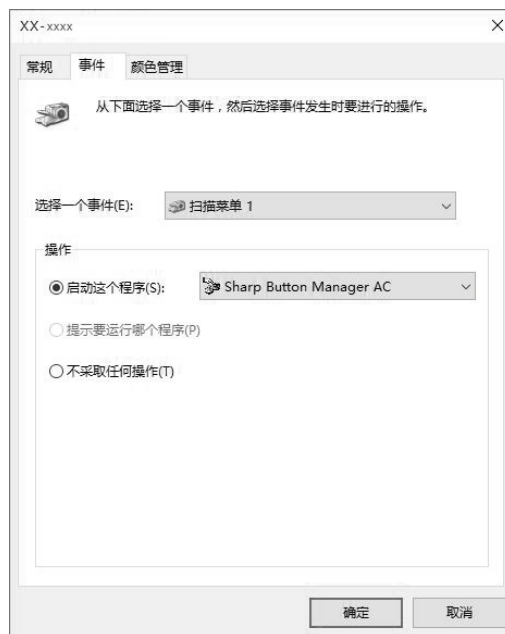 XX-xxxx
常规 事件 颜色管理
从下面选择一个事件，然后选择事件发生时要进行的操作。
选择一个事件(E): 扫描菜单 1
操作
启动这个程序(S): Sharp Button Manager AC
提示要运行哪个程序(P)
不采取任何操作(T)
确定 取消